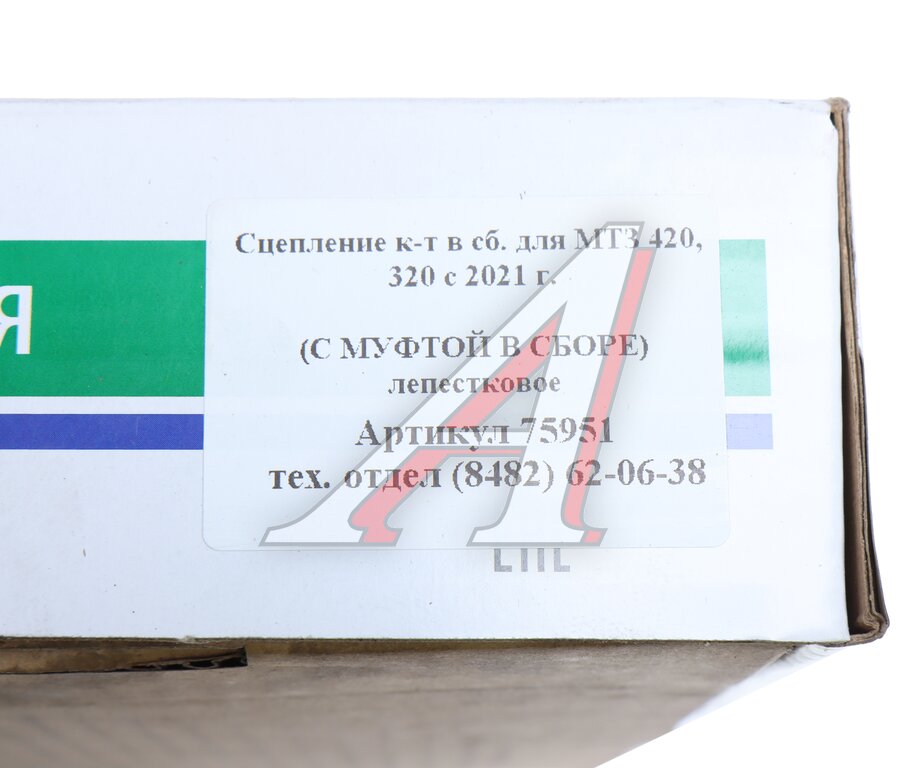 Сцепление к-т в сб. для МТЗ 420,
320 с 2021 г.
(С МУФТОЙ В СБОРЕ)
лепестковое
Артикул 75951
тех. отдел (8482) 62-06-38
Я